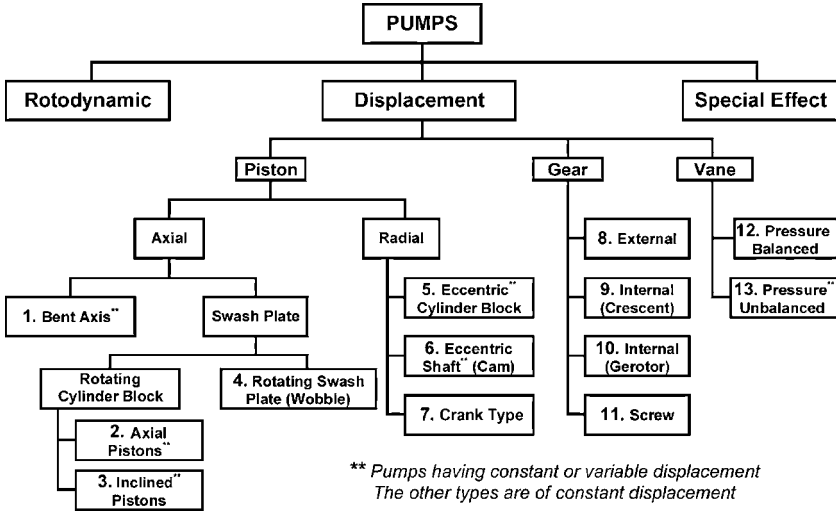 PUMPS
Rotodynamic
Displacement
Special Effect
Piston
Gear
Vane
Axial
Radial
1. Bent Axis**
Swash Plate
Rotating
Cylinder Block
4. Rotating Swash
Plate (Wobble)
2. Axial
Pistons**
3. Inclined**
Pistons
5. Eccentric**
Cylinder Block
6. Eccentric
Shaft** (Cam)
7. Crank Type
8. External
9. Internal
(Crescent)
10. Internal
(Gerotor)
11. Screw
12. Pressure
Balanced
13. Pressure**
Unbalanced
** Pumps having constant or variable displacement
The other types are of constant displacement